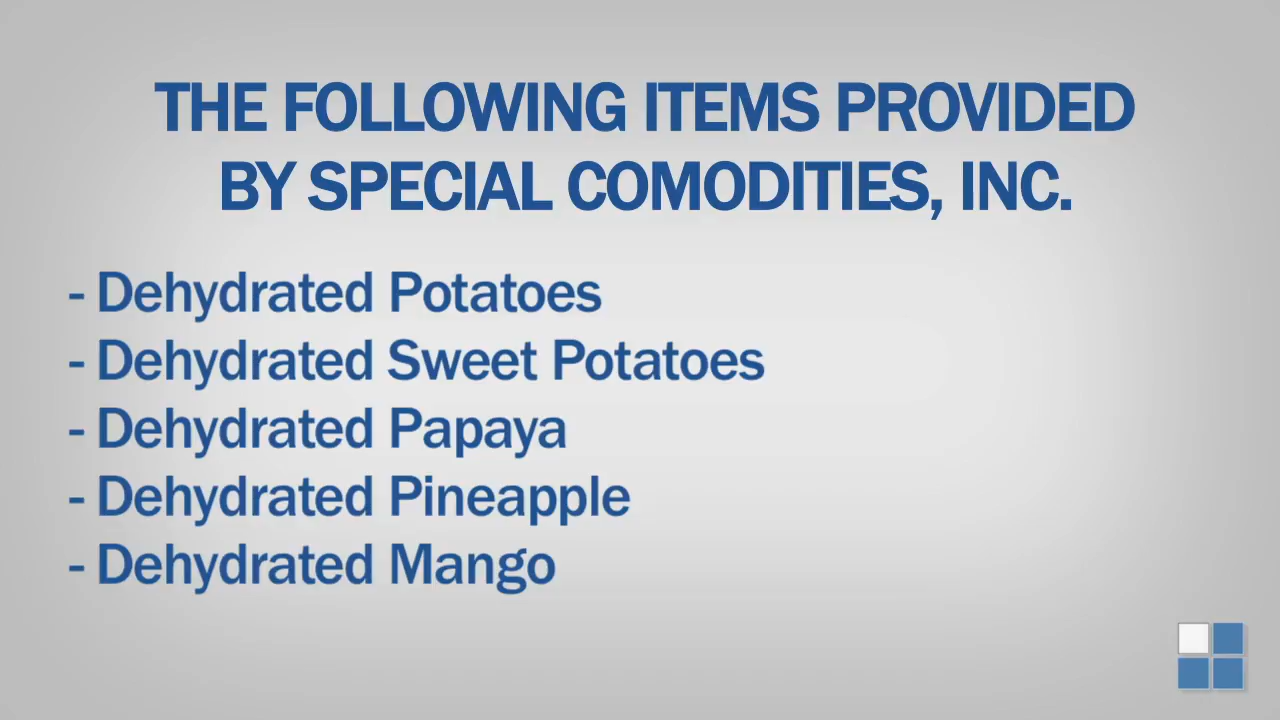 THE FOLLOWING ITEMS PROVIDED
BY SPECIAL COMODITIES, INC.
- Dehydrated Potatoes
- Dehydrated Sweet Potatoes
- Dehydrated Papaya
- Dehydrated Pineapple
- Dehydrated Mango